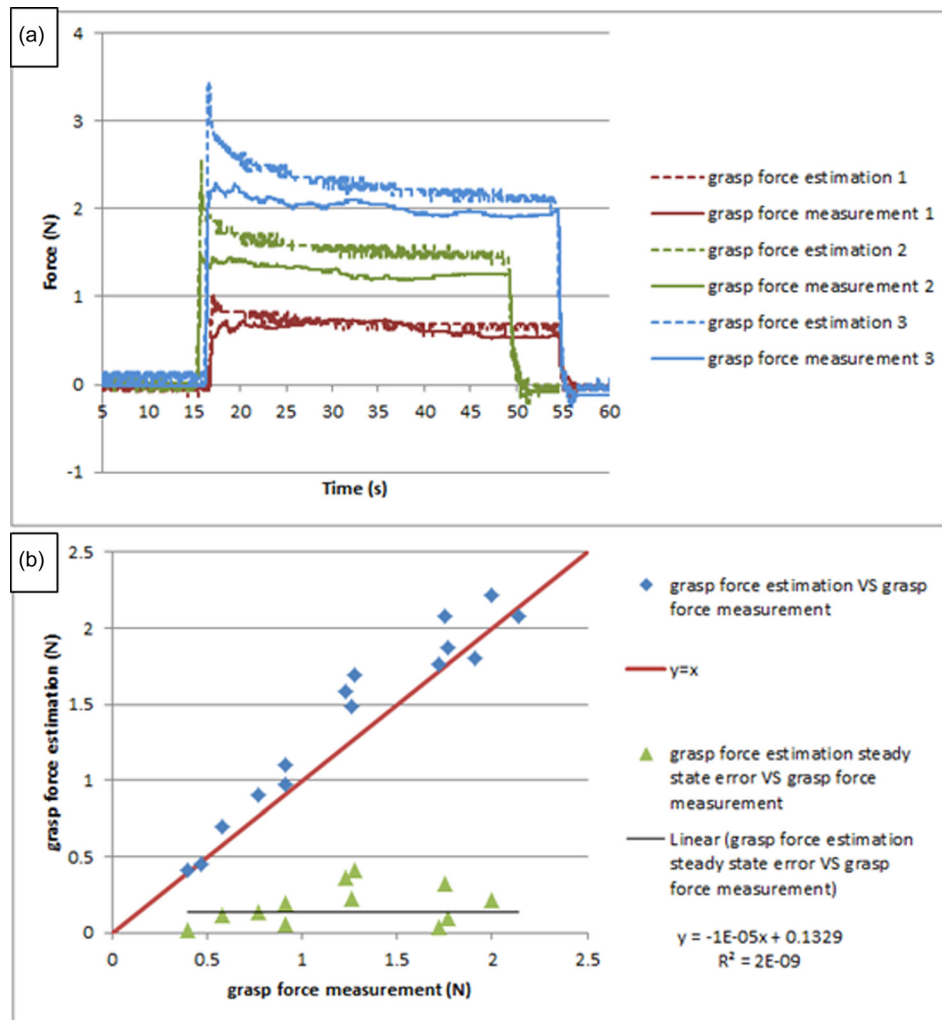 (a)
4
3
2
1
0
-1
Force (N)
5 10 15 20 25 30 35 40 45 50 55 60
Time (s)
grasp force estimation 1
grasp force measurement 1
grasp force estimation 2
grasp force measurement 2
grasp force estimation 3
grasp force measurement 3
(b)
2.5
2
1.5
1
0.5
0
grasp force estimation (N)
0 0.5 1 1.5 2 2.5
grasp force measurement (N)
grasp force estimation VS grasp
force measurement
y=x
grasp force estimation steady
state error VS grasp force
measurement
Linear (grasp force estimation
steady state error VS grasp
force measurement)
y = -1E-05x + 0.1329
R² = 2E-09